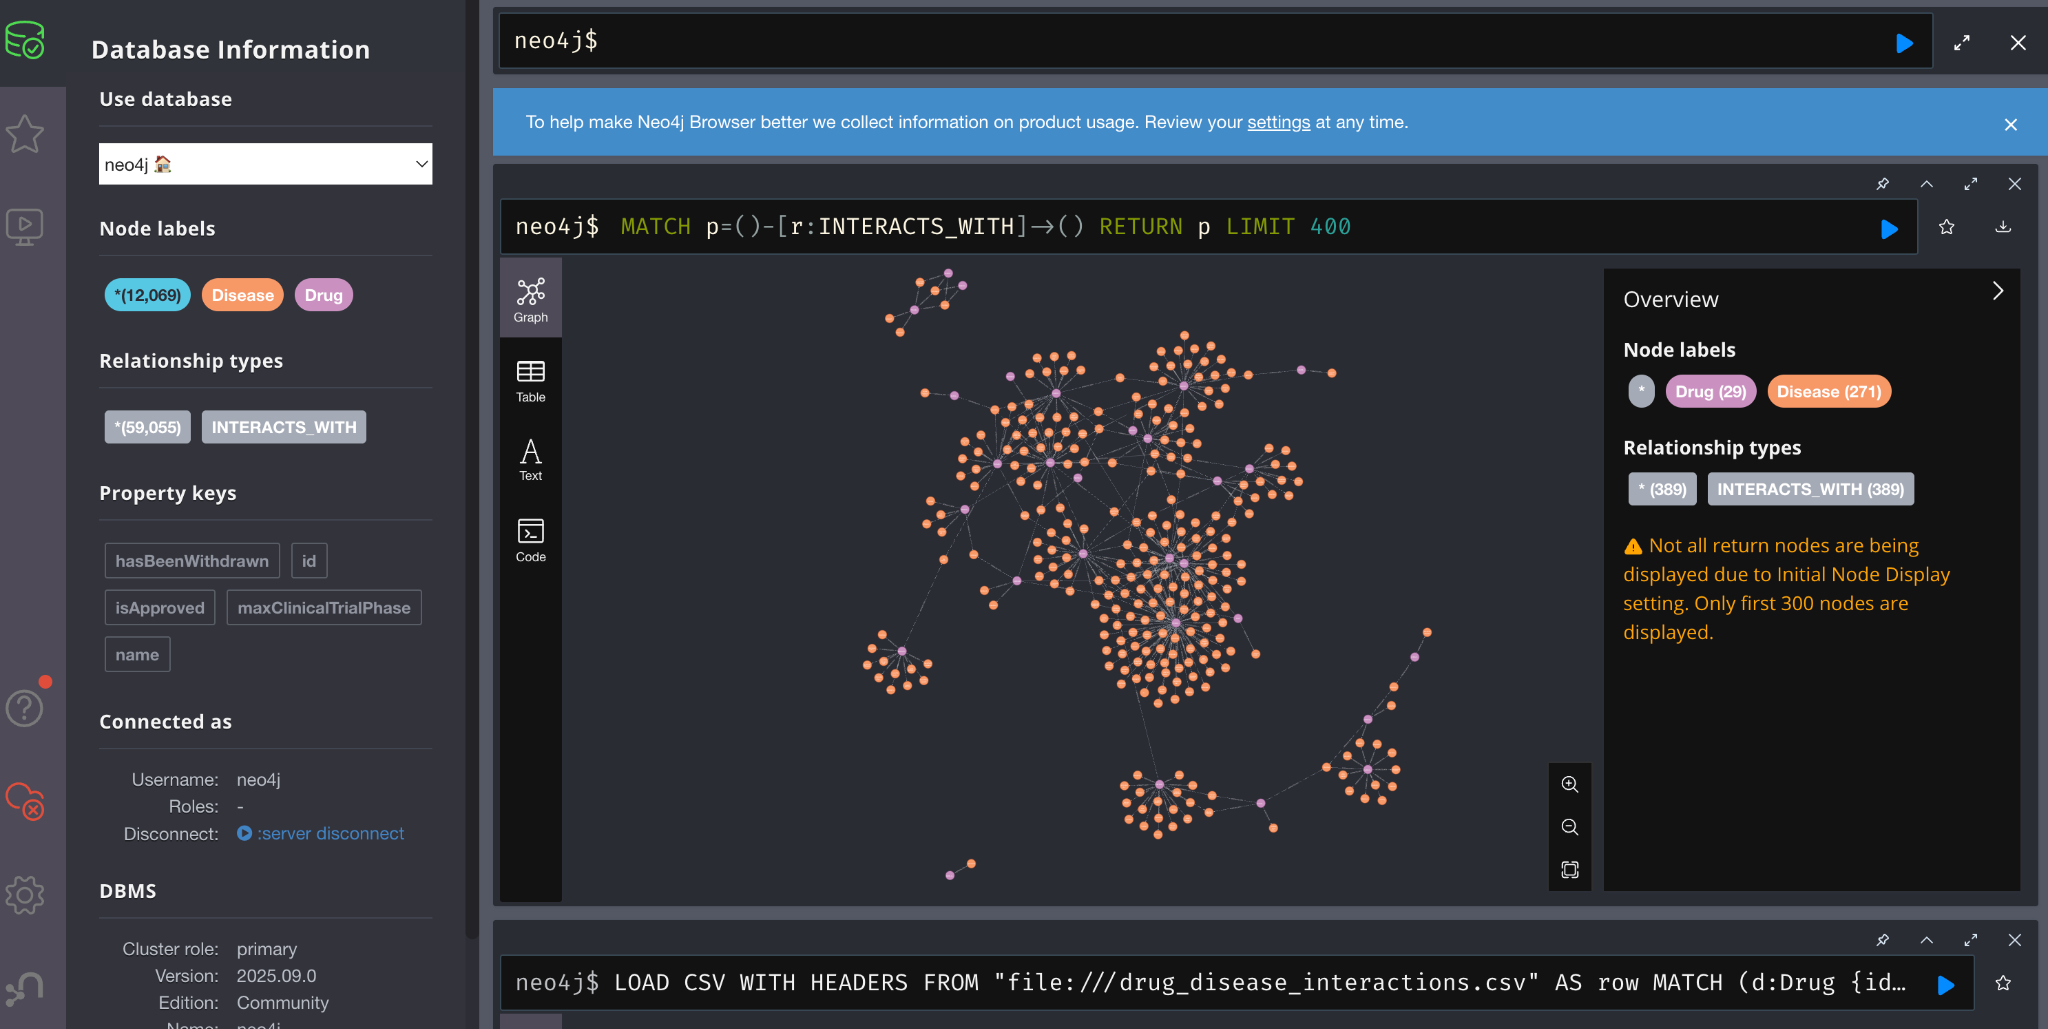 Database Information
Use database
neo4j 🏠
Node labels
*(12,069) Disease Drug
Relationship types
*(59,055) INTERACTS_WITH
Property keys
hasBeenWithdrawn id
isApproved maxClinicalTrialPhase
name
Connected as
Username: neo4j
Roles: -
Disconnect: :server disconnect
DBMS
Cluster role: primary
Version: 2025.09.0
Edition: Community
Name: neo4j
neo4j$
To help make Neo4j Browser better we collect information on product usage. Review your settings at any time.
neo4j$ MATCH p=()-[r:INTERACTS_WITH]->() RETURN p LIMIT 400
Graph
Table
Text
Code
Overview
Node labels
* Drug (29) Disease (271)
Relationship types
* (389) INTERACTS_WITH (389)
Not all return nodes are being
displayed due to Initial Node Display
setting. Only first 300 nodes are
displayed.
neo4j$ LOAD CSV WITH HEADERS FROM "file:///drug_disease_interactions.csv" AS row MATCH (d:Drug {id…